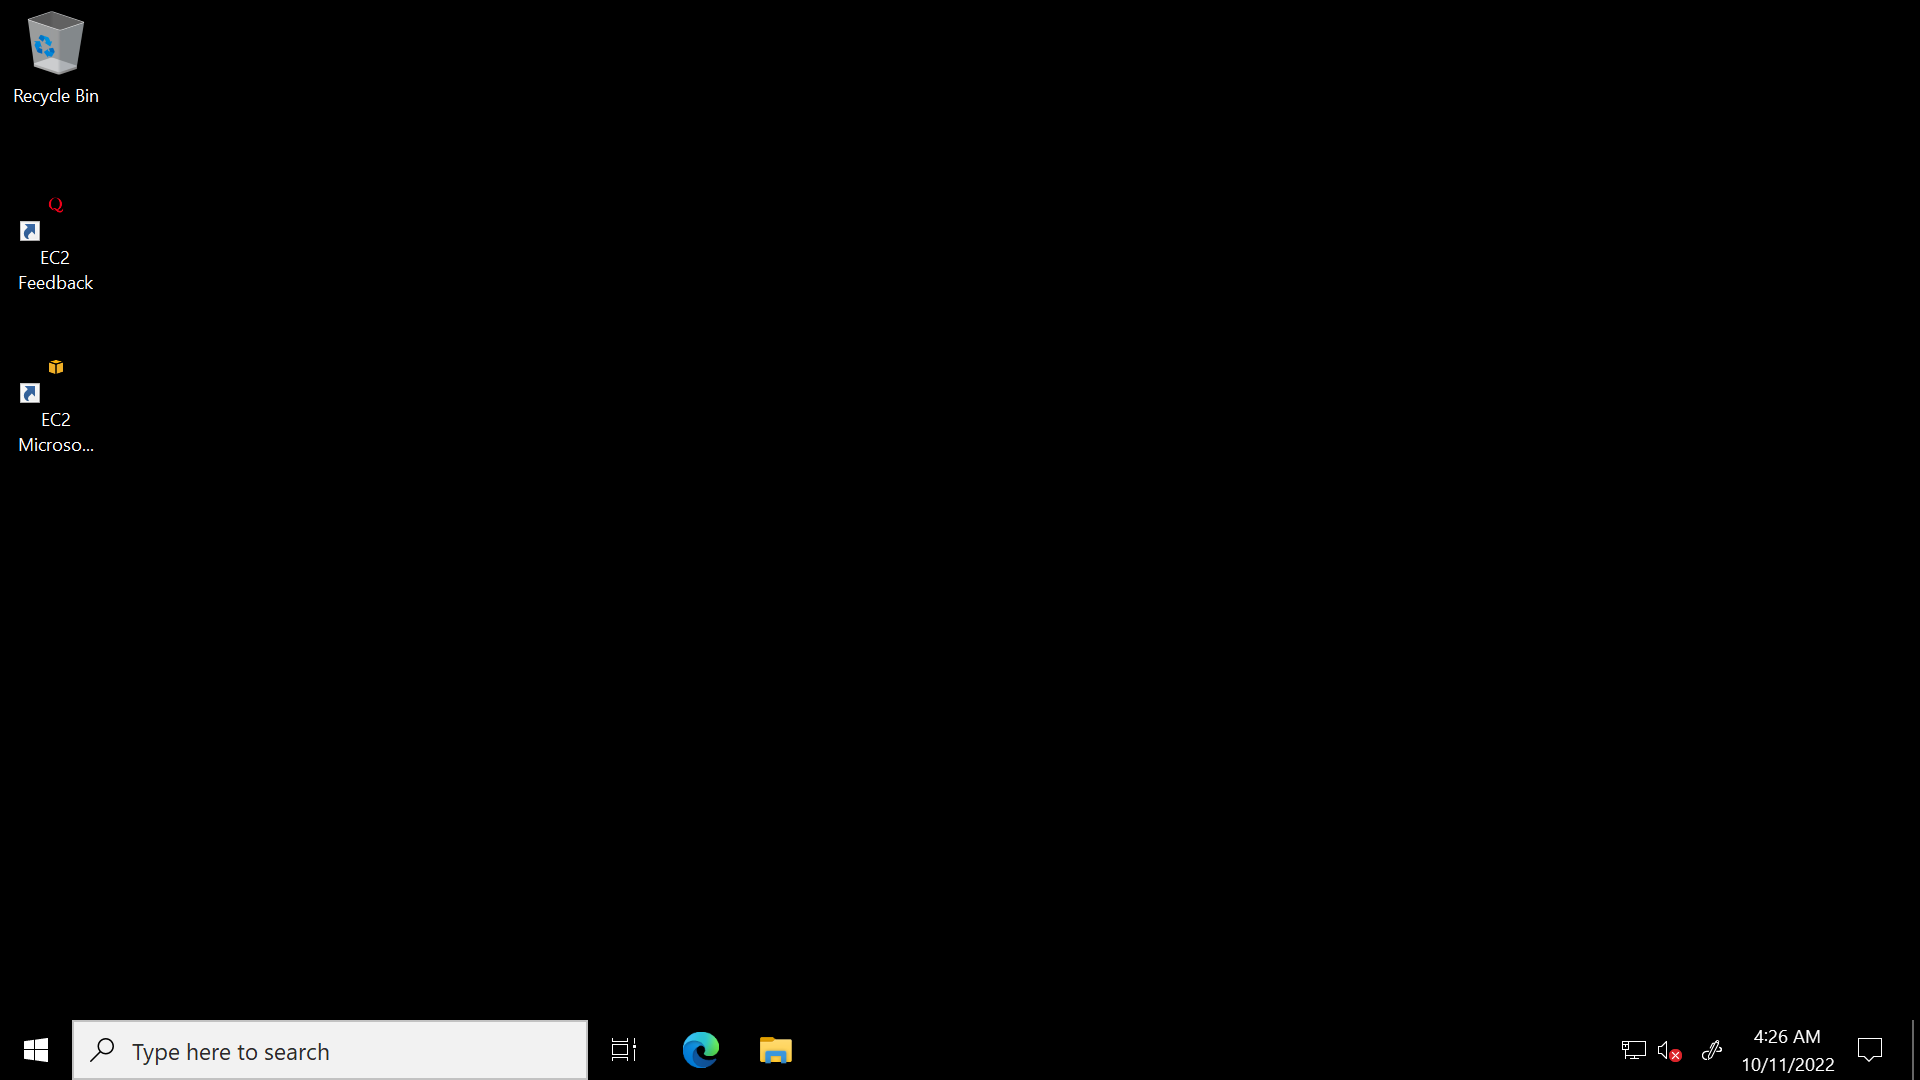 Recycle Bin
Q
EC2
Feedback
EC2
Microso...
Type here to search
4:26 AM
10/11/2022